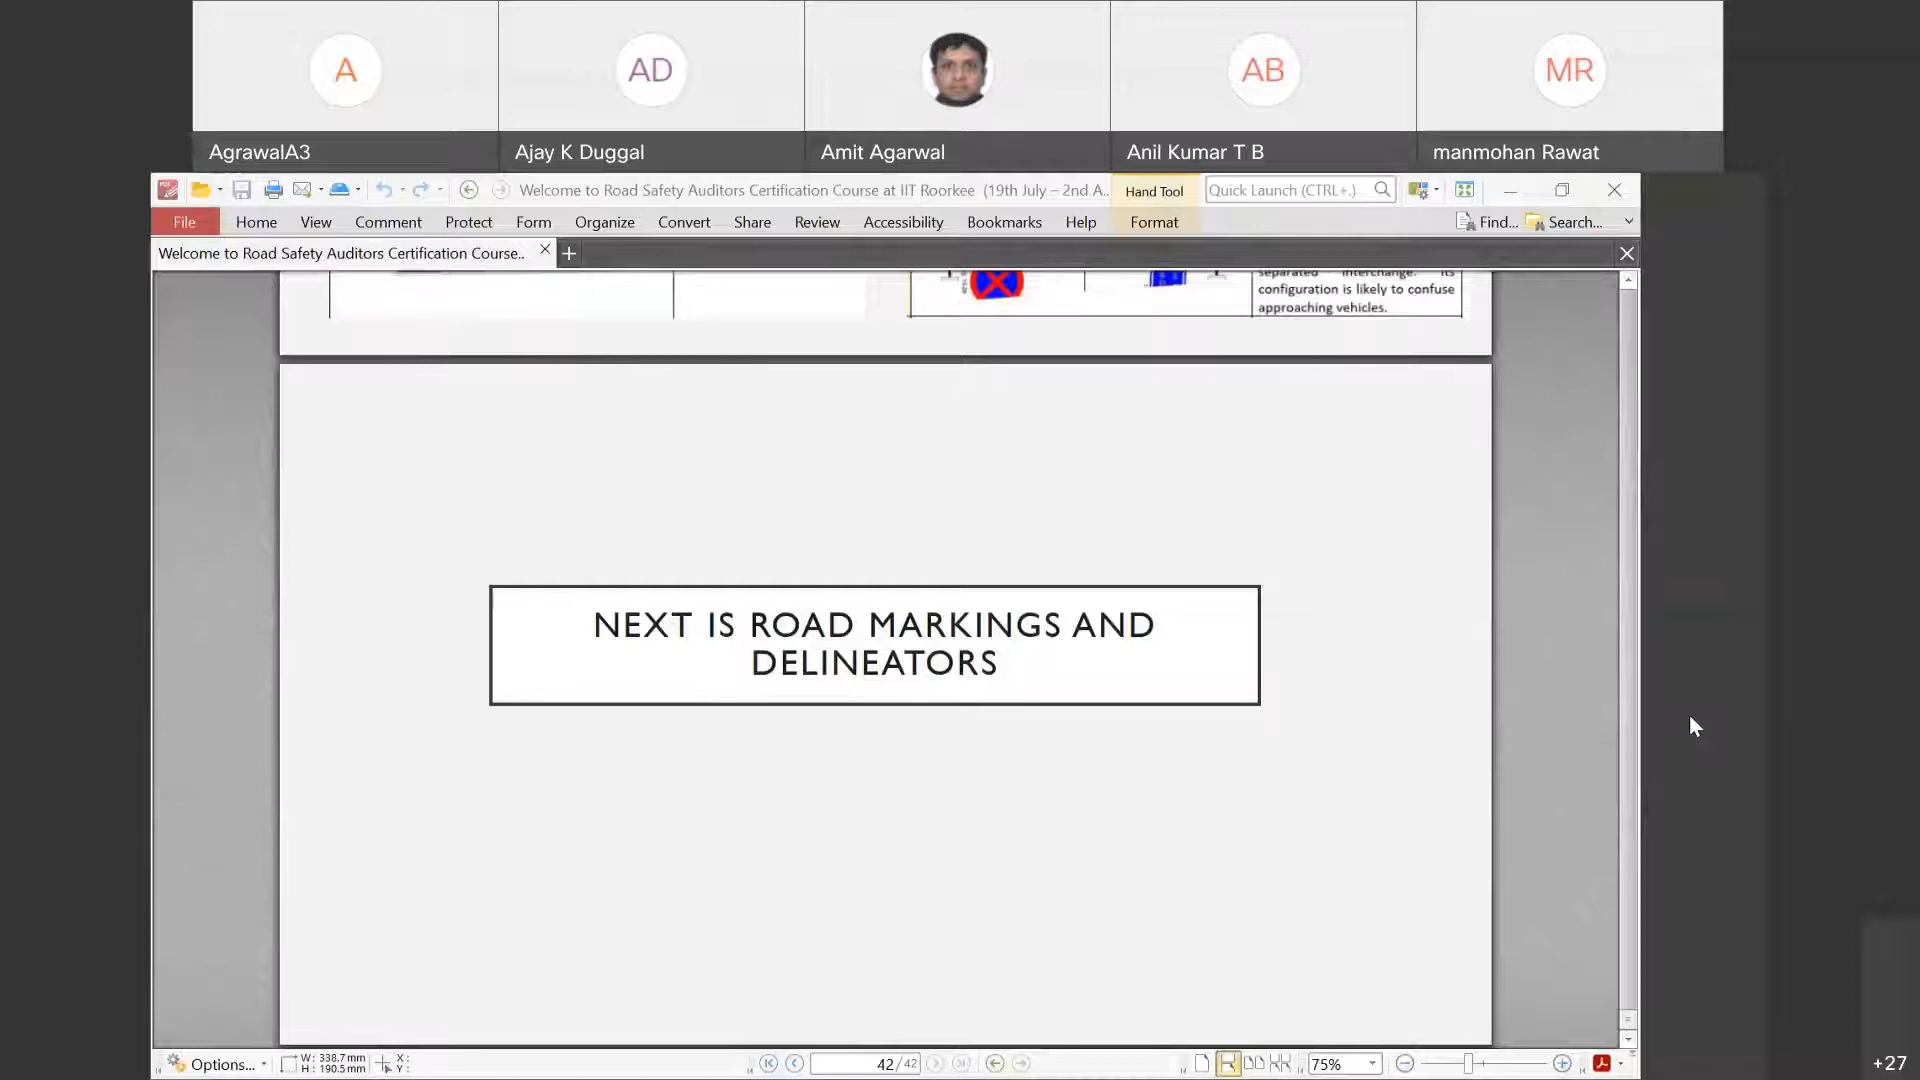 A
AD
AB
MR
AgrawalA3
Ajay K Duggal
Amit Agarwal
Anil Kumar T B
manmohan Rawat
Welcome to Road Safety Auditors Certification Course at IIT Roorkee (19th July – 2nd A..
Hand Tool
Quick Launch (CTRL+.)
File
Home
View
Comment
Protect
Form
Organize
Convert
Share
Review
Accessibility
Bookmarks
Help
Format
Find...
Search...
Welcome to Road Safety Auditors Certification Course..
separated interchange. Its
configuration is likely to confuse
approaching vehicles.
NEXT IS ROAD MARKINGS AND
DELINEATORS
Options...
W: 338.7 mm
H: 190.5 mm
X:
Y:
42 / 42
75%
+27